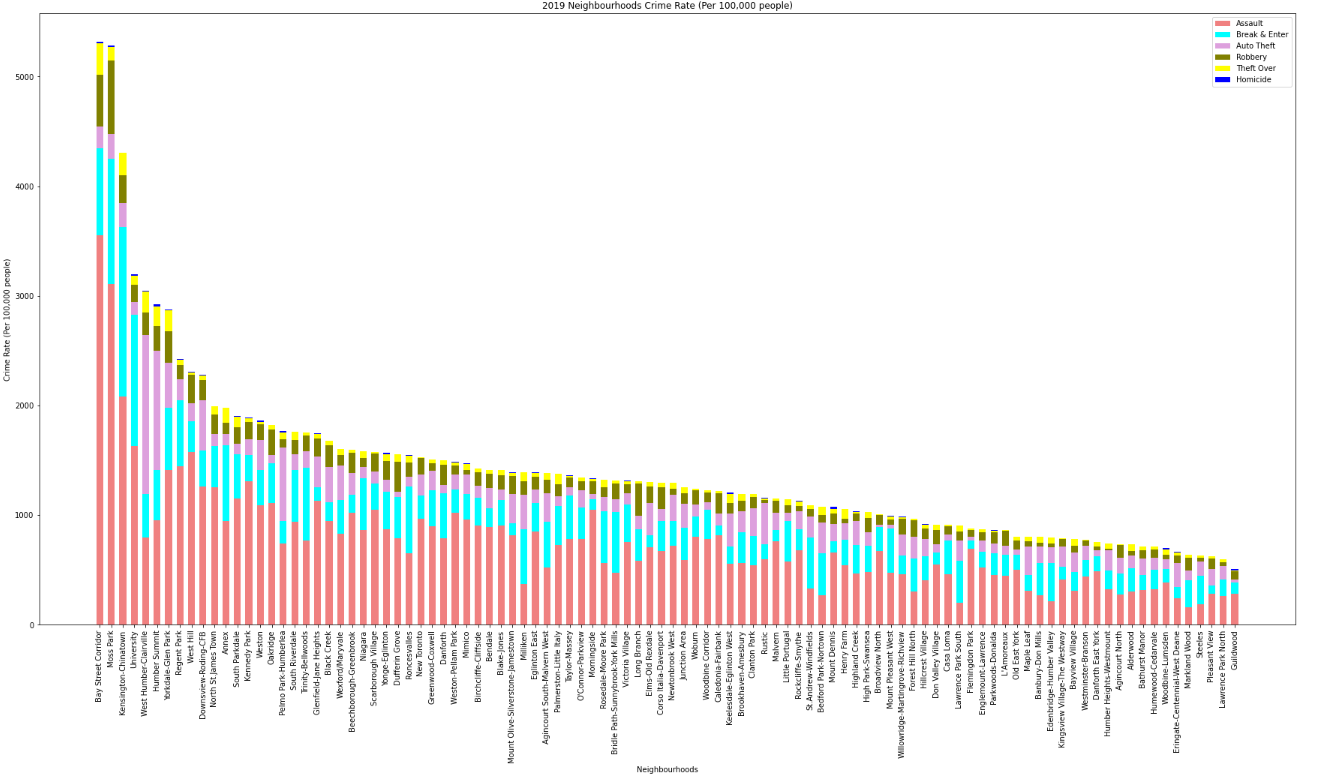 2019 Neighbourhoods Crime Rate (Per 100,000 people)
Assault
Break & Enter
Auto Theft
Robbery
Theft Over
Homicide
Crime Rate (Per 100,000 people)
5000
4000
3000
2000
1000
0
Bay Street Corridor
Moss Park
Kensington-Chinatown
University
West Humber-Clairville
Humber Summit
Yorkdale-Glen Park
Regent Park
West Hill
Downsview-Roding-CFB
North St.James Town
Annex
South Parkdale
Kennedy Park
Weston
Oakridge
Pelmo Park-Humberlea
South Riverdale
Trinity-Bellwoods
Glenfield-Jane Heights
Black Creek
Wexford/Maryvale
Beechborough-Greenbrook
Niagara
Scarborough Village
Yonge-Eglinton
Dufferin Grove
Roncesvalles
New Toronto
Greenwood-Coxwell
Danforth
Weston-Pellam Park
Mimico
Birchcliffe-Cliffside
Bendale
Blake-Jones
Mount Olive-Silverstone-Jamestown
Milliken
Eglinton East
Agincourt South-Malvern West
Palmerston-Little Italy
Taylor-Massey
O'Connor-Parkview
Morningside
Rosedale-Moore Park
Bridle Path-Sunnybrook-York Mills
Victoria Village
Long Branch
Elms-Old Rexdale
Corso Italia-Davenport
Newtonbrook West
Junction Area
Woburn
Woodbine Corridor
Caledonia-Fairbank
Keelesdale-Eglinton West
Brookhaven-Amesbury
Clanton Park
Rustic
Malvern
Little Portugal
Rockcliffe-Smythe
St.Andrew-Windfields
Bedford Park-Nortown
Mount Dennis
Henry Farm
Highland Creek
High Park-Swansea
Broadview North
Mount Pleasant West
Willowridge-Martingrove-Richview
Forest Hill North
Hillcrest Village
Don Valley Village
Casa Loma
Lawrence Park South
Flemingdon Park
Englemount-Lawrence
Parkwoods-Donalda
L'Amoreaux
Old East York
Maple Leaf
Banbury-Don Mills
Edenbridge-Humber Valley
Kingsview Village-The Westway
Bayview Village
Westminster-Branson
Danforth East York
Humber Heights-Westmount
Agincourt North
Alderwood
Bathurst Manor
Humewood-Cedarvale
Woodbine-Lumsden
Eringate-Centennial-West Deane
Markland Wood
Steeles
Pleasant View
Lawrence Park North
Guildwood
Neighbourhoods